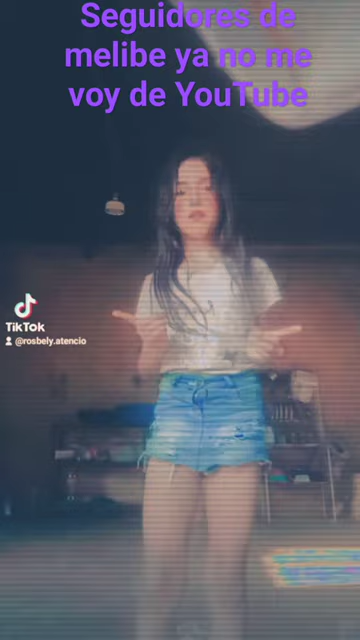 Seguidores de
melibe ya no me
voy de YouTube
TikTok
@rosbely.atencio